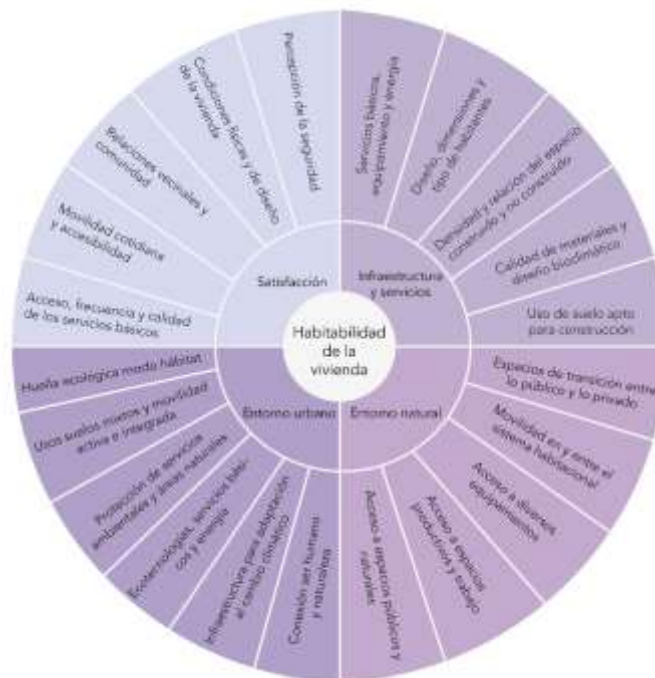 Habitabilidad
de la
vivienda
Satisfacción
Infraestructura
y servicios
Entorno natural
Entorno urbano
Servicios básicos,
equipamiento y energía
Diseño, dimensiones y
tipo de habitantes
Densidad y relación del espacio
construido y no construido
Calidad de materiales y
diseño bioclimático
Uso de suelo apto
para construcción
Espacios de transición entre
lo público y lo privado
Movilidad en y entre el
sistema habitacional
Acceso a diversos
equipamientos
Acceso a espacios
productivos y trabajo
Acceso a espacios públicos y
naturales
Conexión ser humano
y naturaleza
Infraestructura para adaptación
al cambio climático
Ecotecnologías, servicios bási-
cos y energía
Protección de servicios
ambientales y áreas naturales
Usos suelos mixtos y movilidad
activa e integrada
Huella ecológica modo hábitat
Acceso, frecuencia y calidad
de los servicios básicos
Movilidad cotidiana
y accesibilidad
Relaciones vecinales y
comunidad
Condiciones físicas y de diseño
de la vivienda
Percepción de la seguridad